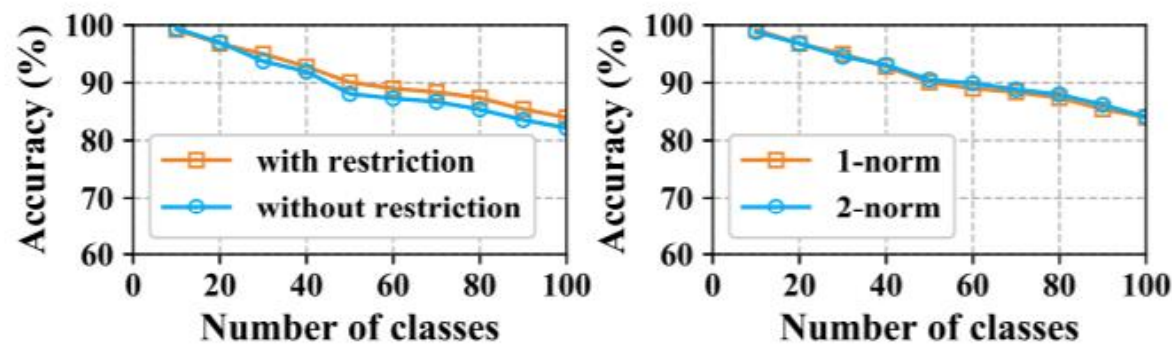 Accuracy (%)
100
90
80
70
60
with restriction
without restriction
0 20 40 60 80 100
Number of classes
Accuracy (%)
100
90
80
70
60
1-norm
2-norm
0 20 40 60 80 100
Number of classes